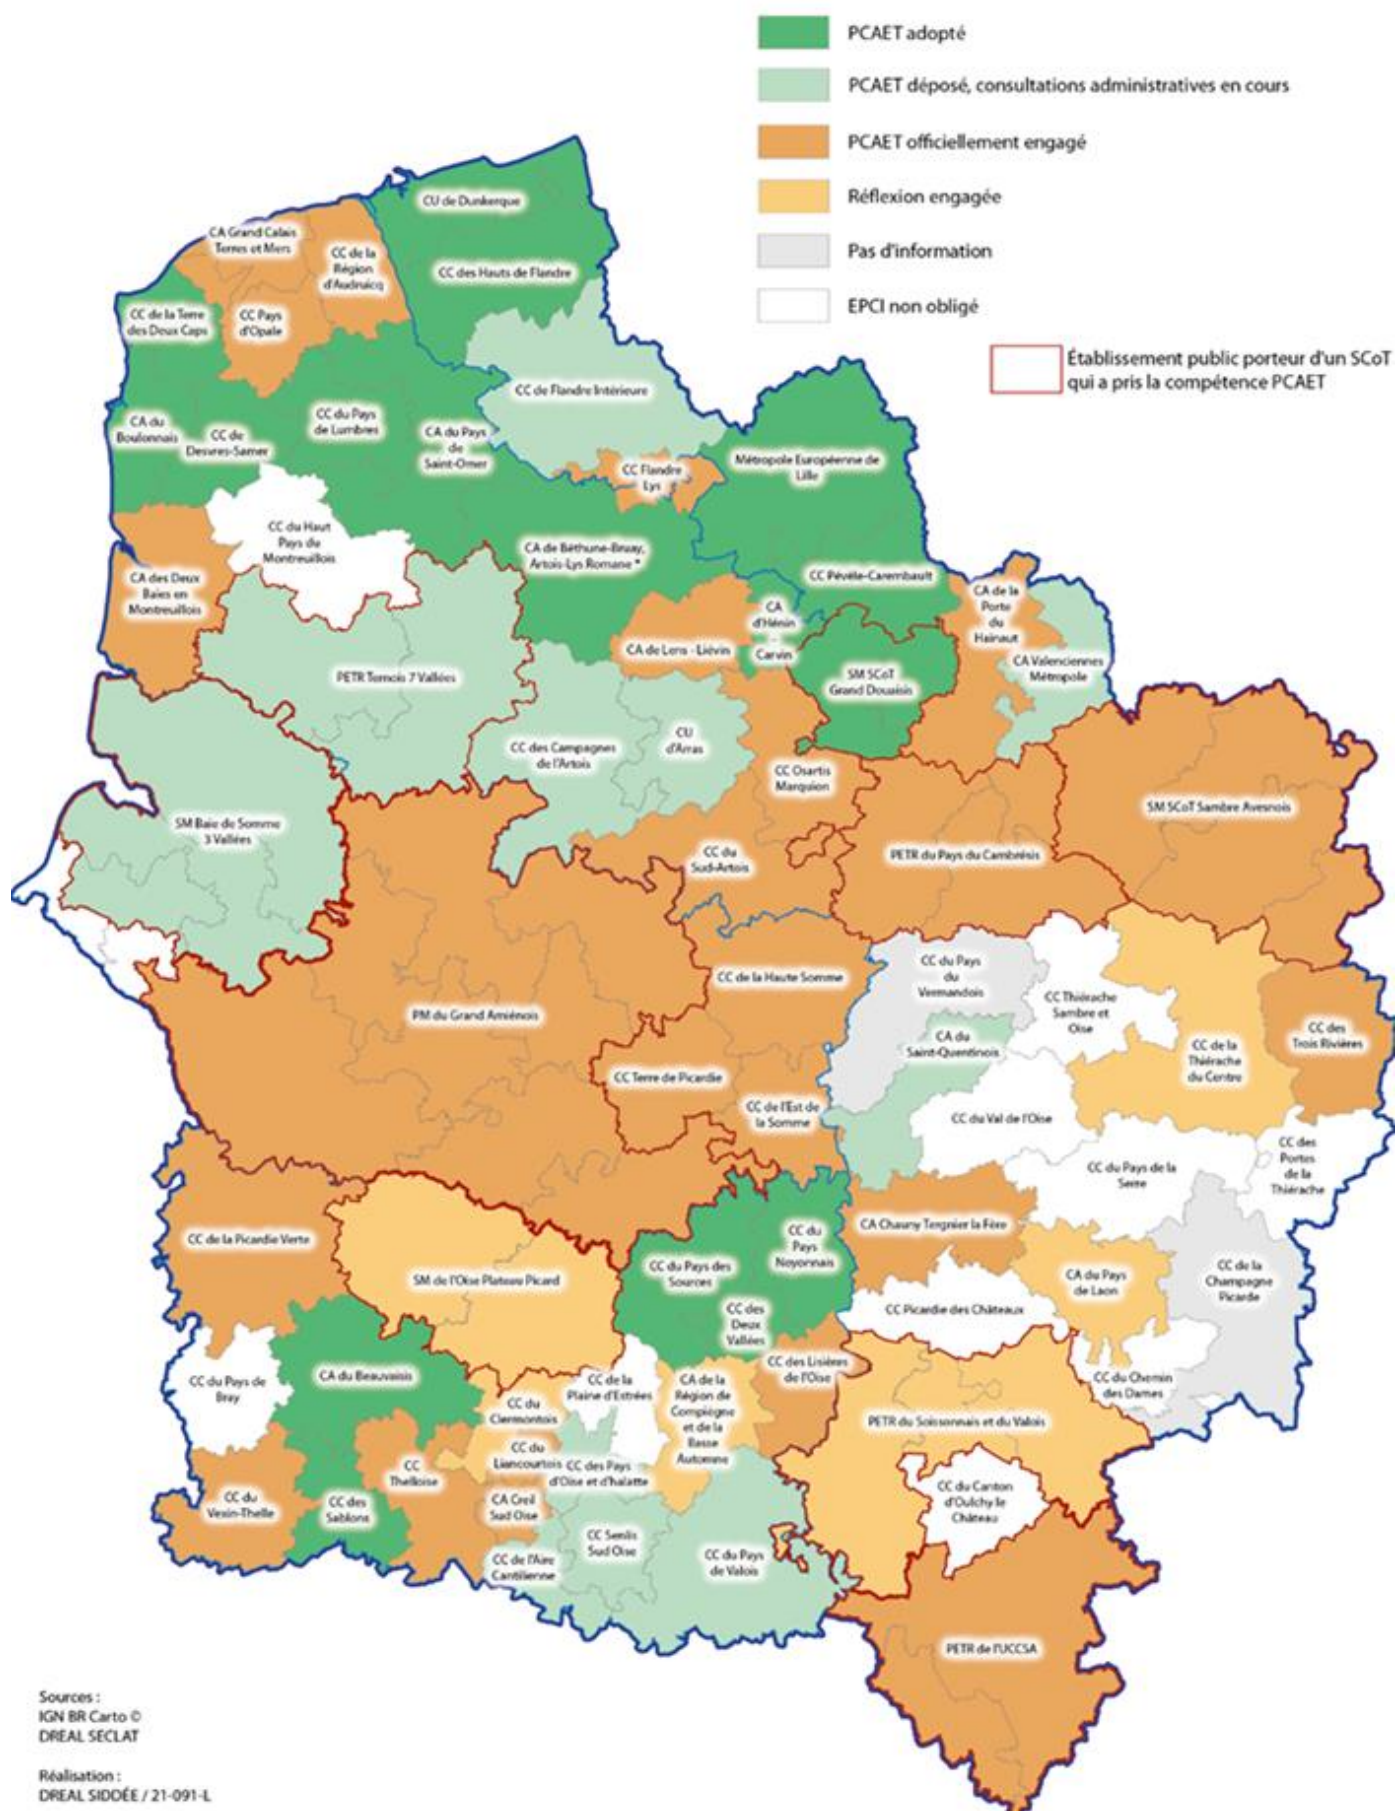 PCAET adopté
PCAET déposé, consultations administratives en cours
PCAET officiellement engagé
Réflexion engagée
Pas d'information
EPCI non obligé
Établissement public porteur d'un SCoT
qui a pris la compétence PCAET
CU de Dunkerque
CA Grand Calais
Terres et Mers
CC de la
Région
d'Audruicq
CC des Hauts de Flandre
CC de la Terre
des Deux Caps
CC Pays
d'Opale
CC de Flandre Intérieure
CA du
Boulonnais
CC de
Desvres-Samer
CC du Pays
de Lumbres
CA du Pays
de
Saint-Omer
CC Flandre
Lys
Métropole Européenne de
Lille
CC du Haut
Pays du
Montreuillois
CA de Béthune-Bruay,
Artois-Lys Romane *
CA des Deux
Baies en
Montreuillois
CC Pévèle-Carembault
CA
d'Hénin
-
Carvin
CA de la
Porte
du
Hainaut
CA de Lens - Liévin
CA Valenciennes
Métropole
PETR Ternois 7 Vallées
SM SCoT
Grand Douaisis
CC des Campagnes
de l'Artois
CU
d'Arras
CC Osartis
Marquion
SM SCoT Sambre Avesnois
SM Baie de Somme
3 Vallées
CC du
Sud-Artois
PETR du Pays du Cambrésis
CC de la Haute Somme
CC du Pays
du
Vermandois
CC Thiérache
Sambre et
Oise
PM du Grand Amiénois
CA du
Saint-Quentinois
CC de la
Thiérache
du Centre
CC des
Trois Rivières
CC Terre de Picardie
CC de l'Est de
la Somme
CC du Val de l'Oise
CC du Pays de la
Serre
CC des
Portes
de la
Thiérache
CC de la Picardie Verte
CA Chauny Tergnier la Fère
CC du
Pays
Noyonnais
CC du Pays des
Sources
SM de l'Oise Plateau Picard
CA du Pays
de Laon
CC de la
Champagne
Picarde
CC des
Deux
Vallées
CC Picardie des Châteaux
CC du Pays de
Bray
CA du Beauvaisis
CC de la
Plaine d'Estrées
CA de la
Région de
Compiègne
et de la
Basse
Automne
CC des Lisières
de l'Oise
CC du Chemin
des Dames
CC du
Clermontois
PETR du Soissonnais et du Valois
CC du
Liancourtois
CC des Pays
d'Oise et d'halatte
CC
Thelloise
CC du
Vexin-Thelle
CC des
Sablons
CA Creil
Sud Oise
CC du Canton
d'Oulchy le
Château
CC Senlis
Sud Oise
CC de l'Aire
Cantilienne
CC du Pays
de Valois
PETR de l'UCCSA
Sources :
IGN BR Carto ©
DREAL SECLAT
Réalisation :
DREAL SIDDÉE / 21-091-L